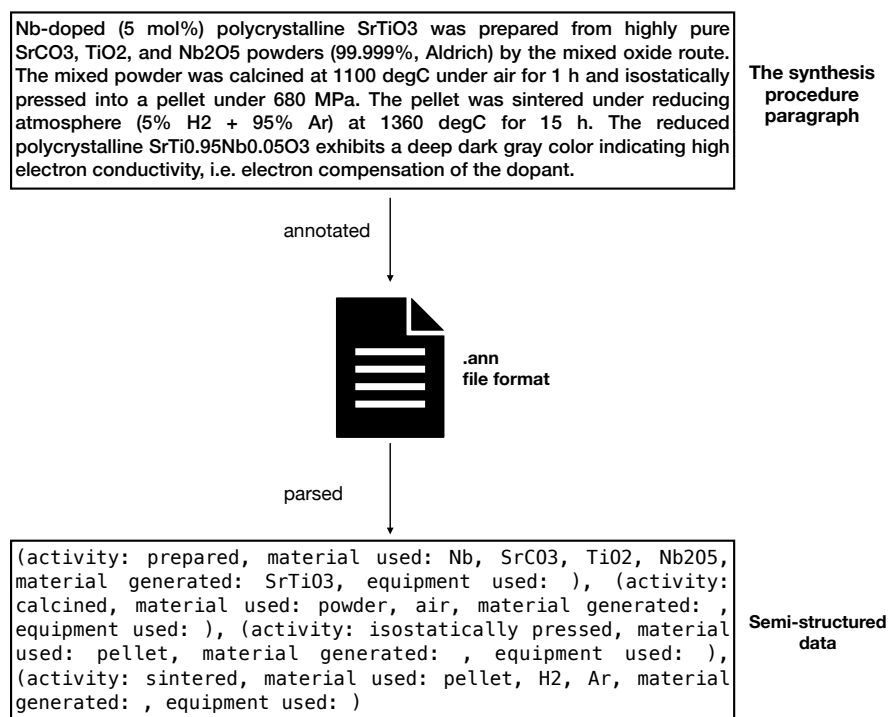 Nb-doped (5 mol%) polycrystalline SrTiO3 was prepared from highly pure
SrCO3, TiO2, and Nb2O5 powders (99.999%, Aldrich) by the mixed oxide route.
The mixed powder was calcined at 1100 degC under air for 1 h and isostatically
pressed into a pellet under 680 MPa. The pellet was sintered under reducing
atmosphere (5% H2 + 95% Ar) at 1360 degC for 15 h. The reduced
polycrystalline SrTi0.95Nb0.05O3 exhibits a deep dark gray color indicating high
electron conductivity, i.e. electron compensation of the dopant.
The synthesis
procedure
paragraph
annotated
.ann
file format
parsed
(activity: prepared, material used: Nb, SrCO3, TiO2, Nb2O5,
material generated: SrTiO3, equipment used: ), (activity:
calcined, material used: powder, air, material generated: ,
equipment used: ), (activity: isostatically pressed, material
used: pellet, material generated: , equipment used: ),
(activity: sintered, material used: pellet, H2, Ar, material
generated: , equipment used: )
Semi-structured
data